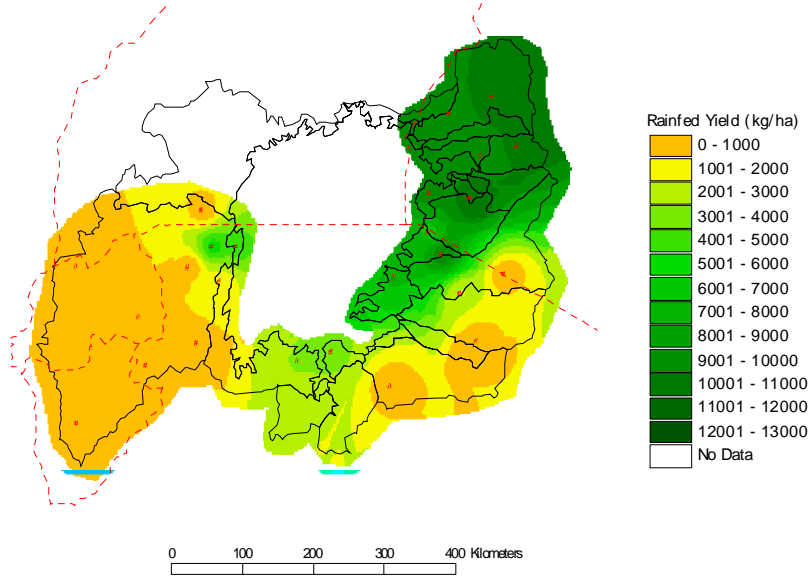 Rainfed Yield (kg/ha)
0 - 1000
1001 - 2000
2001 - 3000
3001 - 4000
4001 - 5000
5001 - 6000
6001 - 7000
7001 - 8000
8001 - 9000
9001 - 10000
10001 - 11000
11001 - 12000
12001 - 13000
No Data
0 100 200 300 400 Kilometers